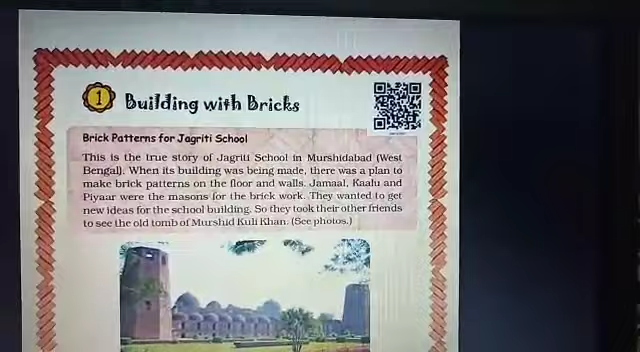 1 Building with Bricks
Brick Patterns for Jagriti School
This is the true story of Jagriti School in Murshidabad (West
Bengal). When its building was being made, there was a plan to
make brick patterns on the floor and walls. Jamaal, Kaalu and
Piyaar were the masons for the brick work. They wanted to get
new ideas for the school building. So they took their other friends
to see the old tomb of Murshid Kuli Khan. (See photos.)